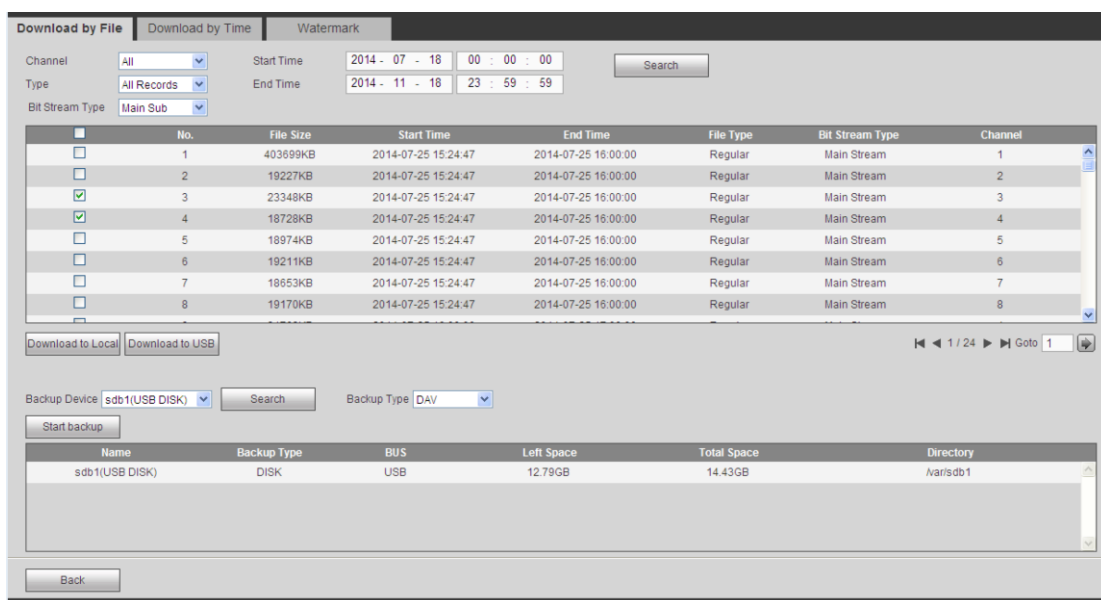 Download by File Download by Time Watermark
Channel All Start Time 2014 - 07 - 18 00 : 00 : 00 Search
Type All Records End Time 2014 - 11 - 18 23 : 59 : 59
Bit Stream Type Main Sub
No. File Size Start Time End Time File Type Bit Stream Type Channel
1 403699KB 2014-07-25 15:24:47 2014-07-25 16:00:00 Regular Main Stream 1
2 19227KB 2014-07-25 15:24:47 2014-07-25 16:00:00 Regular Main Stream 2
3 23348KB 2014-07-25 15:24:47 2014-07-25 16:00:00 Regular Main Stream 3
4 18728KB 2014-07-25 15:24:47 2014-07-25 16:00:00 Regular Main Stream 4
5 18974KB 2014-07-25 15:24:47 2014-07-25 16:00:00 Regular Main Stream 5
6 19211KB 2014-07-25 15:24:47 2014-07-25 16:00:00 Regular Main Stream 6
7 18653KB 2014-07-25 15:24:47 2014-07-25 16:00:00 Regular Main Stream 7
8 19170KB 2014-07-25 15:24:47 2014-07-25 16:00:00 Regular Main Stream 8
Download to Local Download to USB 1 / 24 Goto 1
Backup Device sdb1(USB DISK) Search Backup Type DAV
Start backup
Name Backup Type BUS Left Space Total Space Directory
sdb1(USB DISK) DISK USB 12.79GB 14.43GB /var/sdb1
Back